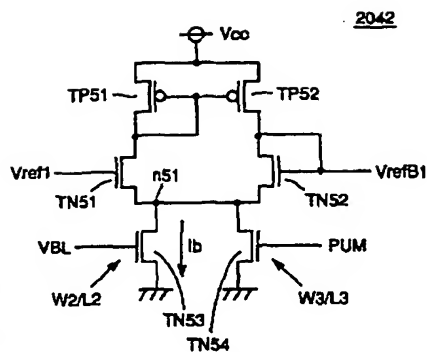 2042
Vcc
TP51
TP52
Vref1
n51
VrefB1
TN51
TN52
VBL
Ib
PUM
W2/L2
W3/L3
TN53
TN54